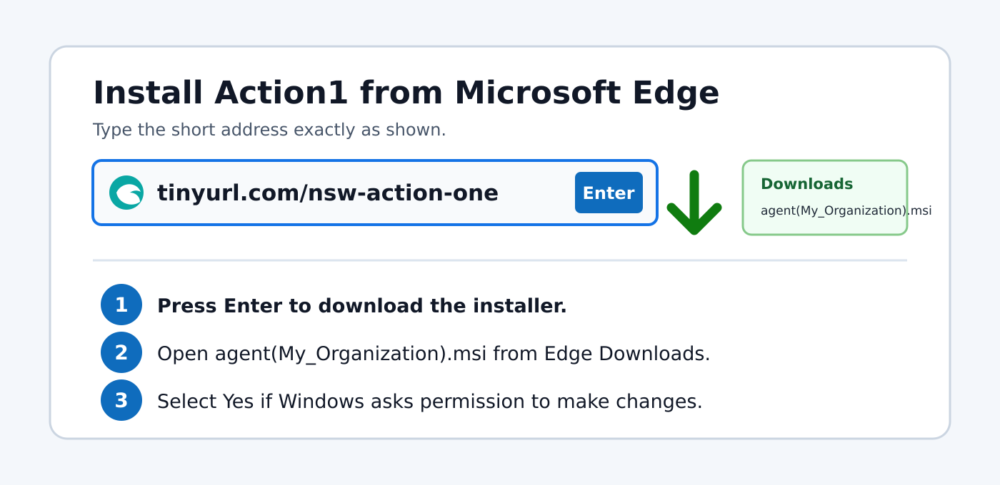 Install Action1 from Microsoft Edge
Type the short address exactly as shown.
tinyurl.com/nsw-action-one
Enter
Downloads
agent(My_Organization).msi
1 Press Enter to download the installer.
2 Open agent(My_Organization).msi from Edge Downloads.
3 Select Yes if Windows asks permission to make changes.